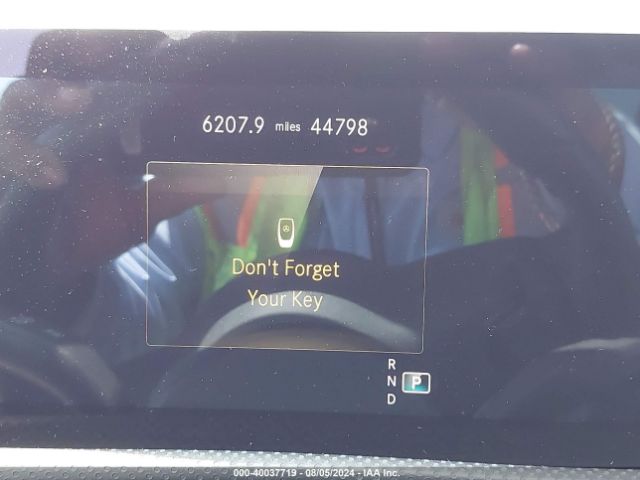 6207.9 miles 44798
Don't Forget
Your Key
R
N P
D
000-40037719 - 08/05/2024 - IAA Inc.